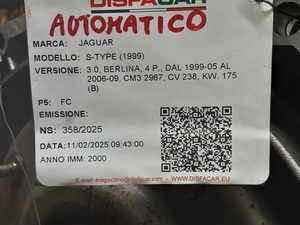 DISFACAR
AUTOMATICO
MARCA: JAGUAR
MODELLO: S-TYPE (1999)
VERSIONE: 3.0, BERLINA, 4 P., DAL 1999-05 AL
2006-09, CM3 2967, CV 238, KW. 175
(B)
P5: FC
EMISSIONE:
NS: 358/2025
DATA: 11/02/2025 09:43:00
ANNO IMM: 2000
E-mail: magazzino@disfacar.com www.DISFACAR.EU